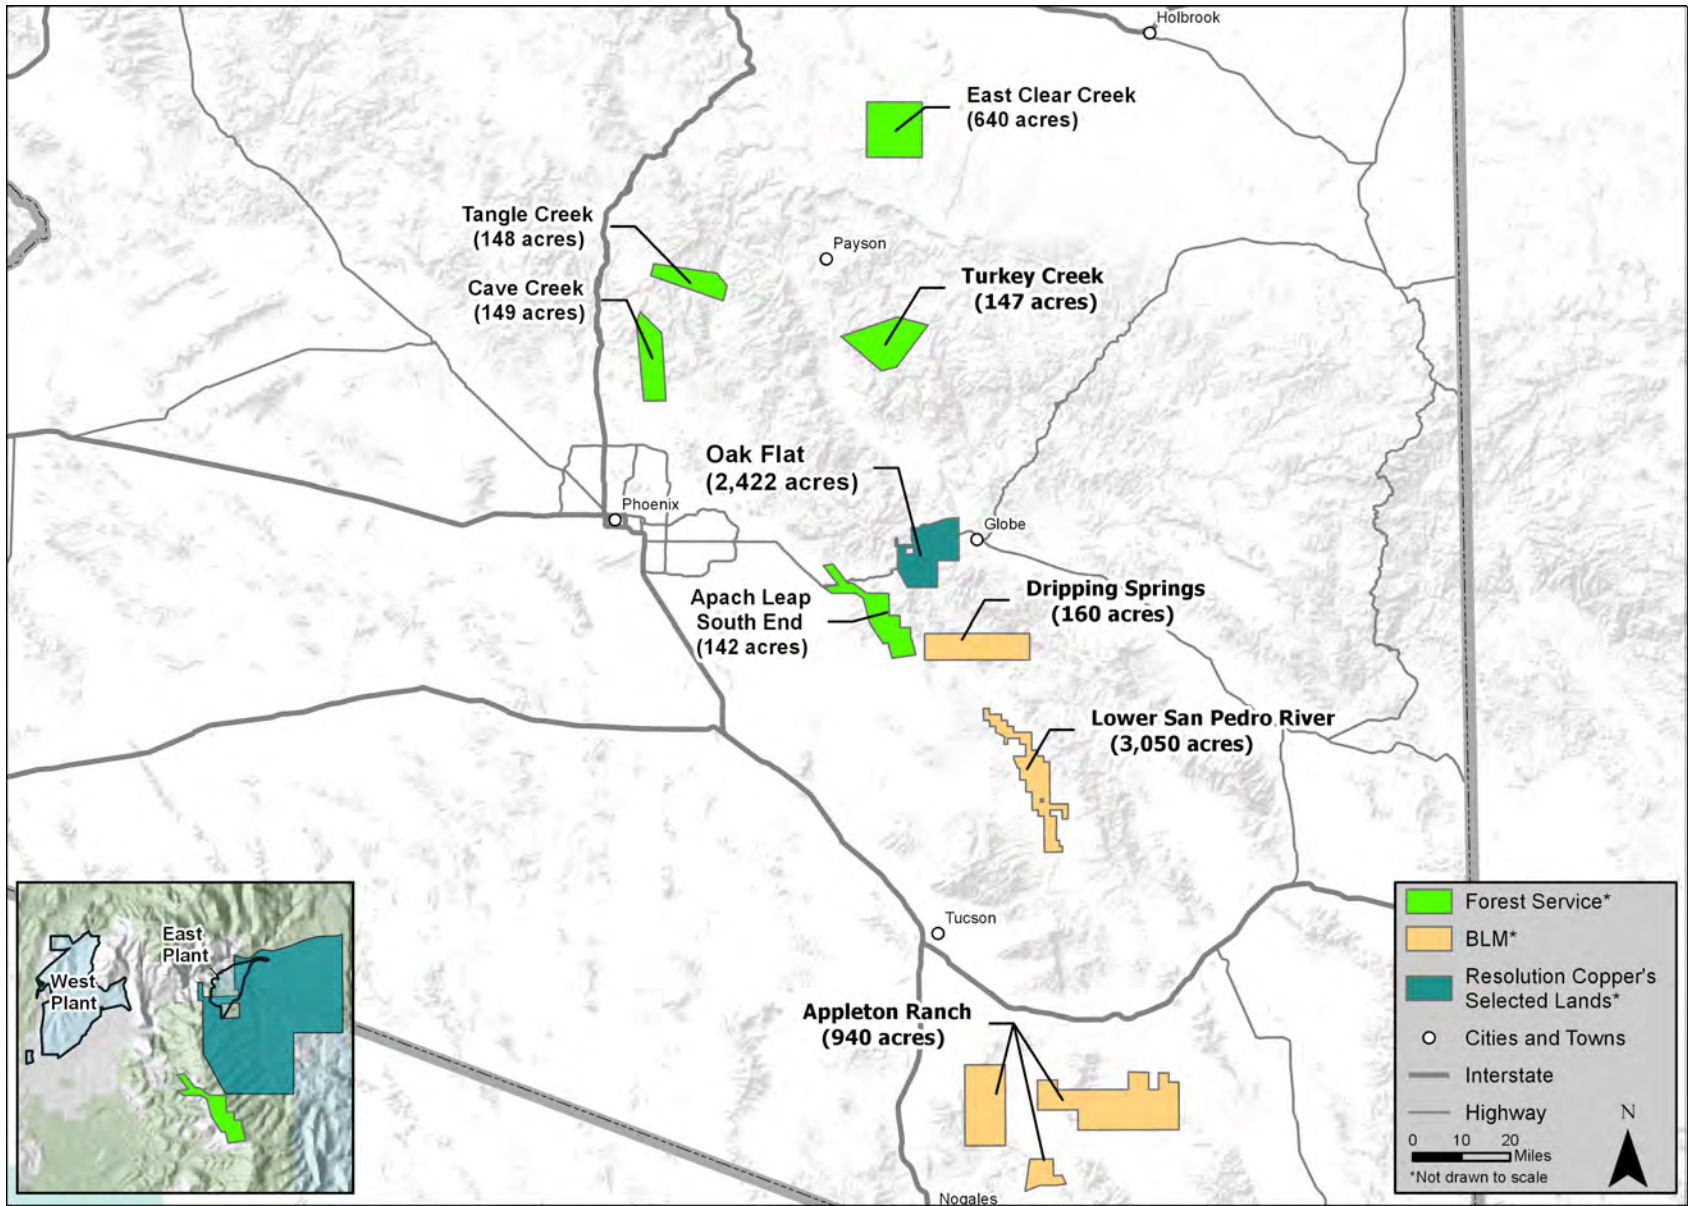 Holbrook
East Clear Creek
(640 acres)
Tangle Creek
(148 acres)
Payson
Cave Creek
(149 acres)
Turkey Creek
(147 acres)
Oak Flat
(2,422 acres)
Phoenix
Globe
Dripping Springs
(160 acres)
Apach Leap
South End
(142 acres)
Lower San Pedro River
(3,050 acres)
Tucson
Appleton Ranch
(940 acres)
Nogales
East
Plant
West
Plant
Forest Service*
BLM*
Resolution Copper's
Selected Lands*
Cities and Towns
Interstate
Highway
N
0 10 20
Miles
*Not drawn to scale